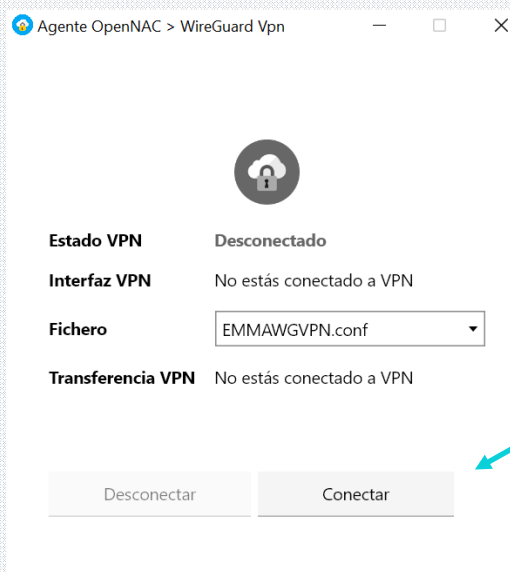 Agente OpenNAC > WireGuard Vpn
Estado VPN Desconectado
Interfaz VPN No estás conectado a VPN
Fichero EMMAWGVPN.conf
Transferencia VPN No estás conectado a VPN
Desconectar Conectar